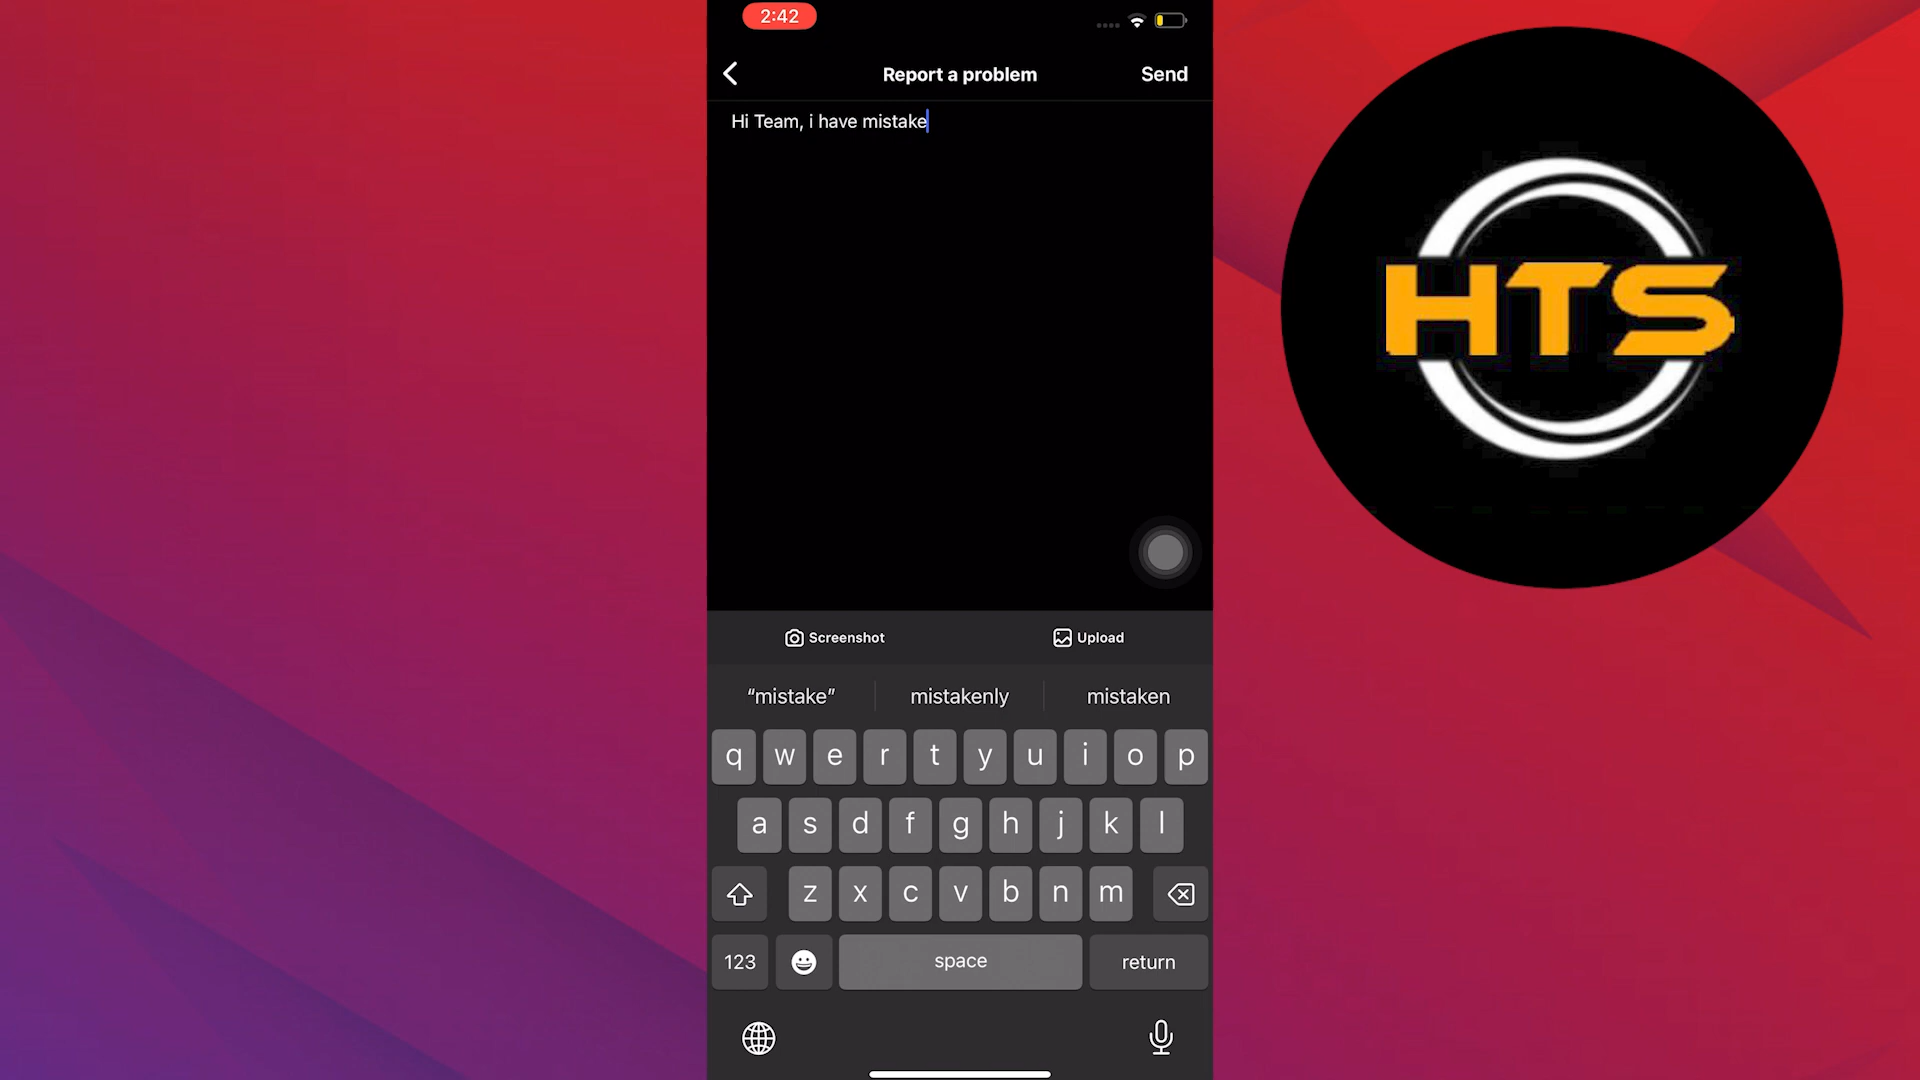 2:42
Report a problem
Send
Hi Team, i have mistake
HTS
Screenshot
Upload
“mistake”
mistakenly
mistaken
q w e r t y u i o p
a s d f g h j k l
z x c v b n m
123
space
return